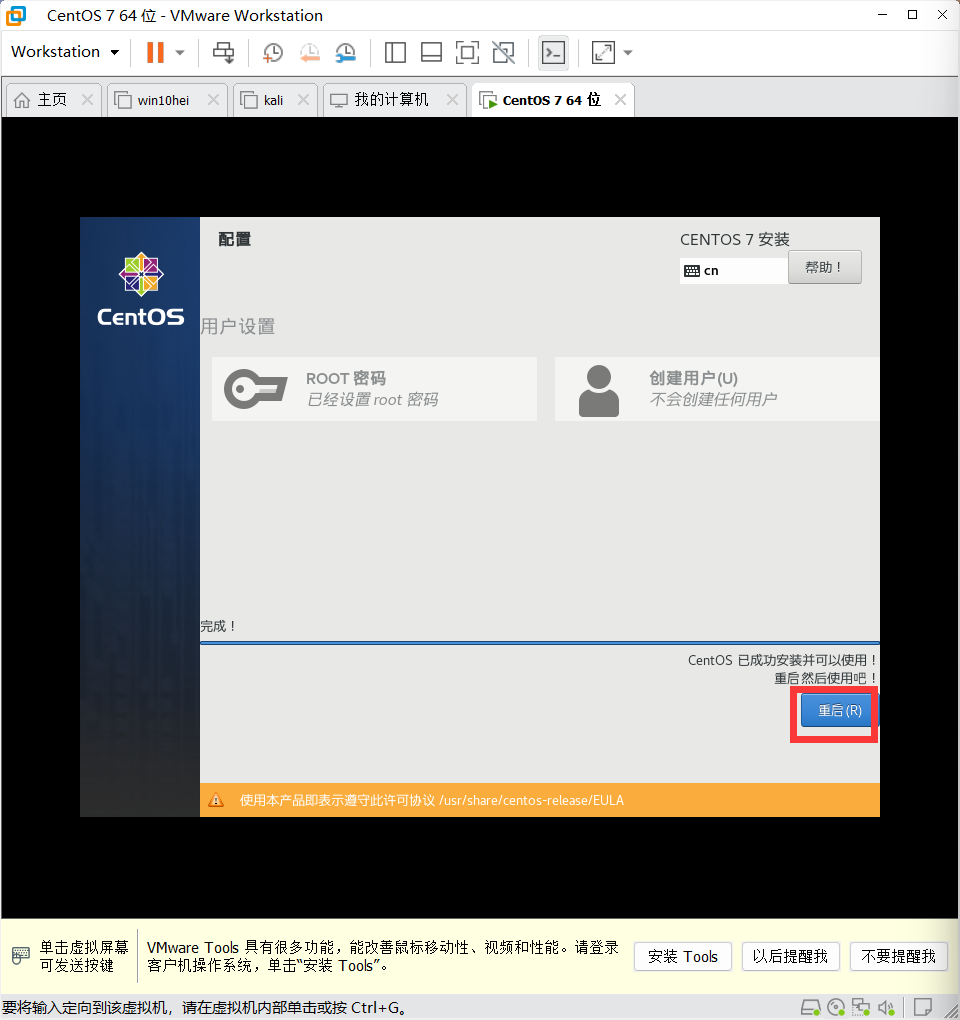 CentOS 7 64 位 - VMware Workstation
Workstation
主页
win10hei
kali
我的计算机
CentOS 7 64 位
配置
CENTOS 7 安装
cn
帮助！
CentOS
用户设置
ROOT 密码
已经设置 root 密码
创建用户(U)
不会创建任何用户
完成！
CentOS 已成功安装并可以使用！
重启然后使用吧！
重启(R)
使用本产品即表示遵守此许可协议 /usr/share/centos-release/EULA
单击虚拟屏幕
可发送按键
VMware Tools 具有很多功能，能改善鼠标移动性、视频和性能。请登录
客户机操作系统，单击“安装 Tools”。
安装 Tools
以后提醒我
不要提醒我
要将输入定向到该虚拟机，请在虚拟机内部单击或按 Ctrl+G。